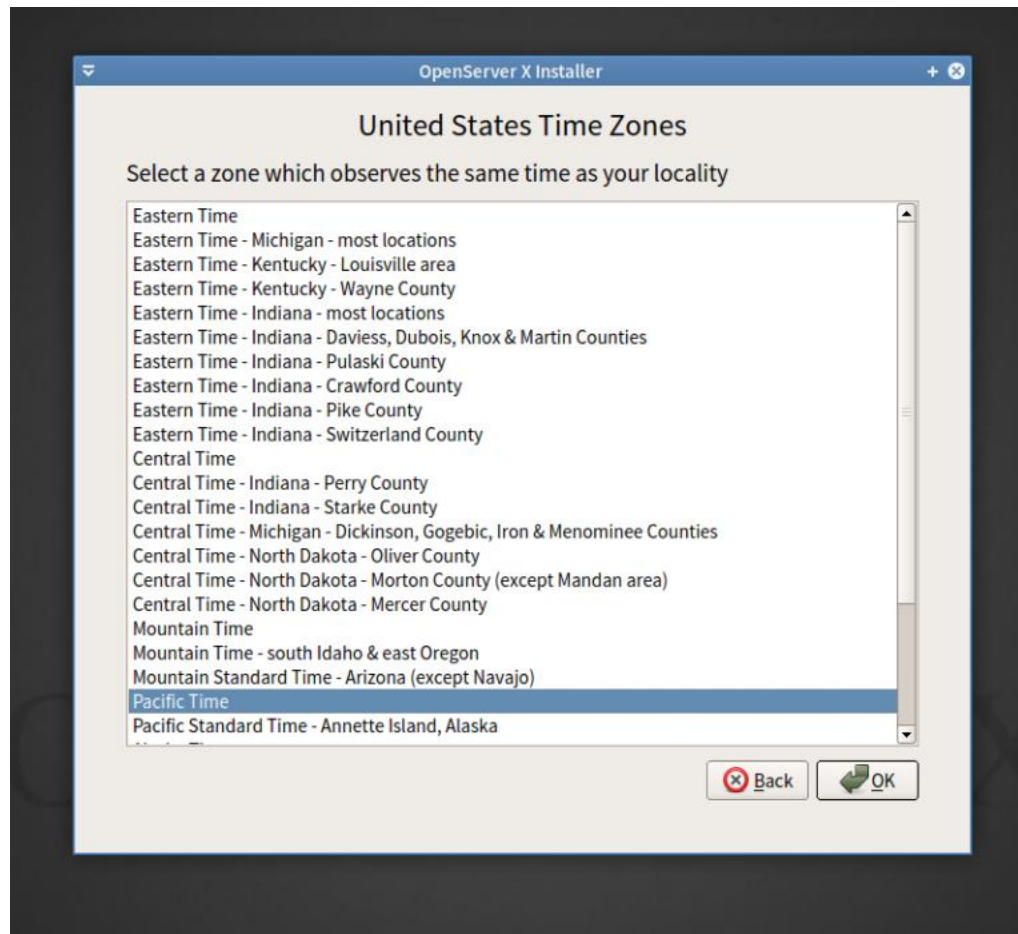 OpenServer X Installer
United States Time Zones
Select a zone which observes the same time as your locality
Eastern Time
Eastern Time - Michigan - most locations
Eastern Time - Kentucky - Louisville area
Eastern Time - Kentucky - Wayne County
Eastern Time - Indiana - most locations
Eastern Time - Indiana - Daviess, Dubois, Knox & Martin Counties
Eastern Time - Indiana - Pulaski County
Eastern Time - Indiana - Crawford County
Eastern Time - Indiana - Pike County
Eastern Time - Indiana - Switzerland County
Central Time
Central Time - Indiana - Perry County
Central Time - Indiana - Starke County
Central Time - Michigan - Dickinson, Gogebic, Iron & Menominee Counties
Central Time - North Dakota - Oliver County
Central Time - North Dakota - Morton County (except Mandan area)
Central Time - North Dakota - Mercer County
Mountain Time
Mountain Time - south Idaho & east Oregon
Mountain Standard Time - Arizona (except Navajo)
Pacific Time
Pacific Standard Time - Annette Island, Alaska
Back OK